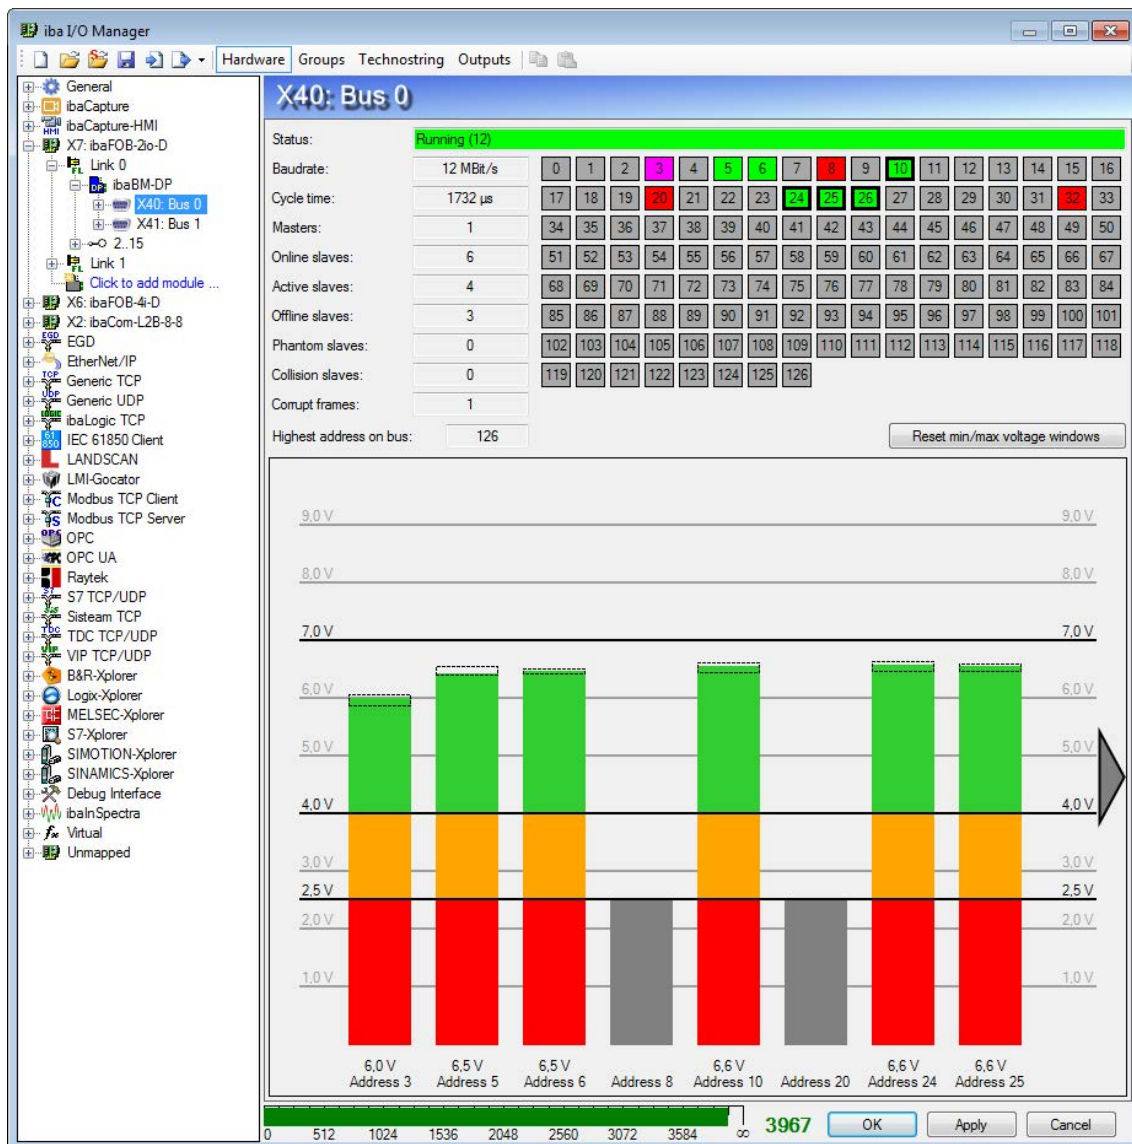 iba I/O Manager
Hardware Groups Technostring Outputs
General
ibaCapture
ibaCapture-HMI
X7: ibaFOB-2io-D
Link 0
ibaBM-DP
X40: Bus 0
X41: Bus 1
2..15
Link 1
Click to add module ...
X6: ibaFOB-4i-D
X2: ibaCom-L2B-8-8
EGD
EtherNet/IP
Generic TCP
Generic UDP
ibaLogic TCP
IEC 61850 Client
LANDSCAN
LMI-Gocator
Modbus TCP Client
Modbus TCP Server
OPC
OPC UA
Raytek
S7 TCP/UDP
Sisteam TCP
TDC TCP/UDP
VIP TCP/UDP
B&R-Xplorer
Logix-Xplorer
MELSEC-Xplorer
S7-Xplorer
SIMOTION-Xplorer
SINAMICS-Xplorer
Debug Interface
ibaInSpectra
Virtual
Unmapped
X40: Bus 0
Status: Running (12)
Baudrate: 12 MBit/s
Cycle time: 1732 µs
Masters: 1
Online slaves: 6
Active slaves: 4
Offline slaves: 3
Phantom slaves: 0
Collision slaves: 0
Corrupt frames: 1
Highest address on bus: 126
0 1 2 3 4 5 6 7 8 9 10 11 12 13 14 15 16
17 18 19 20 21 22 23 24 25 26 27 28 29 30 31 32 33
34 35 36 37 38 39 40 41 42 43 44 45 46 47 48 49 50
51 52 53 54 55 56 57 58 59 60 61 62 63 64 65 66 67
68 69 70 71 72 73 74 75 76 77 78 79 80 81 82 83 84
85 86 87 88 89 90 91 92 93 94 95 96 97 98 99 100 101
102 103 104 105 106 107 108 109 110 111 112 113 114 115 116 117 118
119 120 121 122 123 124 125 126
Reset min/max voltage windows
9,0 V 9,0 V
8,0 V 8,0 V
7,0 V 7,0 V
6,0 V 6,0 V
5,0 V 5,0 V
4,0 V 4,0 V
3,0 V 3,0 V
2,5 V 2,5 V
2,0 V 2,0 V
1,0 V 1,0 V
6,0 V 6,5 V 6,5 V 6,6 V 6,6 V 6,6 V
Address 3 Address 5 Address 6 Address 8 Address 10 Address 20 Address 24 Address 25
0 512 1024 1536 2048 2560 3072 3584 ∞ 3967 OK Apply Cancel